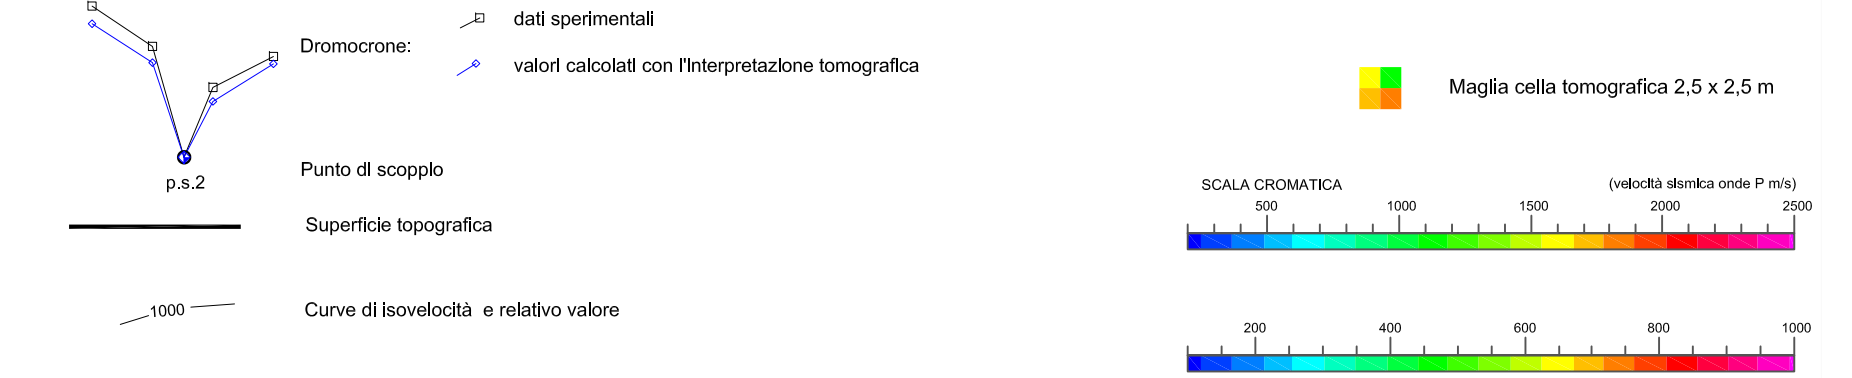 dati sperimentali
Dromocrone:
valori calcolati con l'interpretazione tomografica
Maglia cella tomografica 2,5 x 2,5 m
Punto di scoppio
p.s.2
SCALA CROMATICA (velocità sismica onde P m/s)
500 1000 1500 2000 2500
Superficie topografica
1000
Curve di isovelocità e relativo valore
200 400 600 800 1000